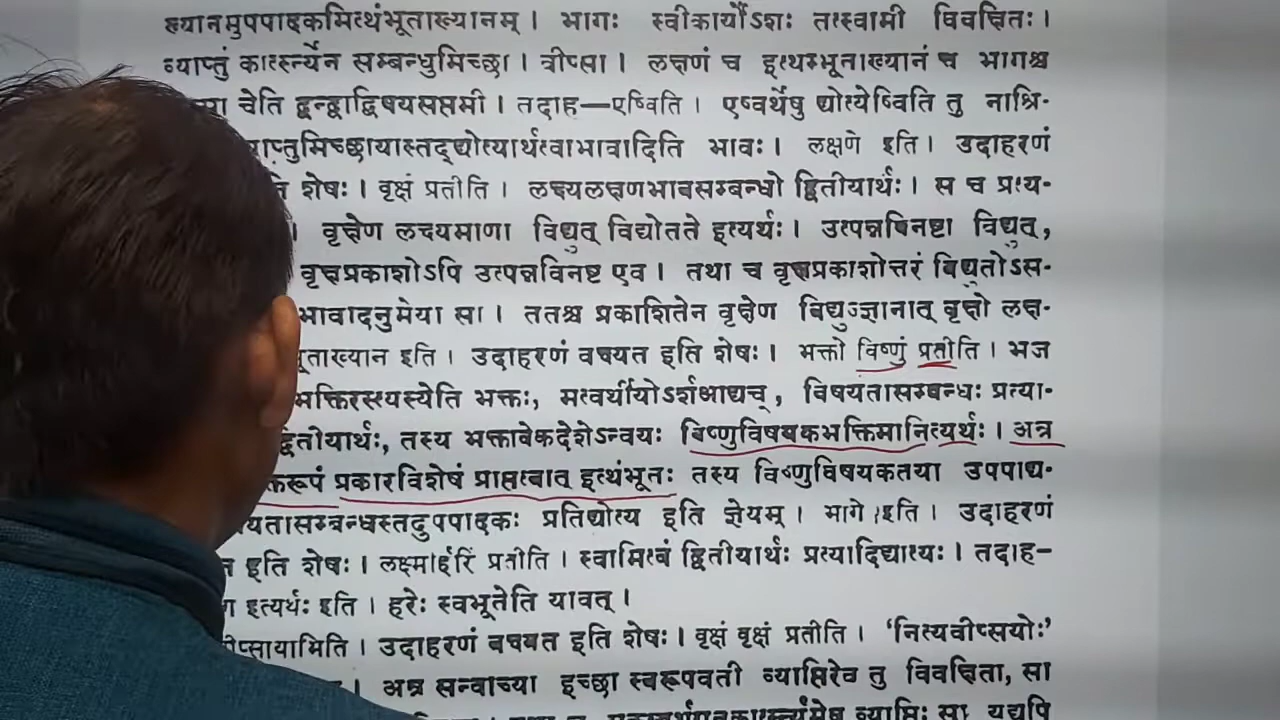 ख्यानमुपपादकमित्थंभूताख्यानम् । भागः स्वीकार्योंऽशः तत्स्वामी विवक्षितः ।
व्याप्तुं कार्त्स्न्येन सम्बन्धुमिच्छा । वीप्सा । लक्षणं च इत्थम्भूताख्यानं च भागश्च
चेति द्वन्द्वाद्विषयसप्तमी । तदाह—एष्विति । एष्वर्थेषु द्योत्येष्विति तु नाश्रि-
प्तुमिच्छायास्तद्द्योत्यार्थत्वाभावादिति भावः । लक्षणे इति । उदाहरणं
शेषः । वृक्षं प्रतीति । लक्ष्यलक्षणभावसम्बन्धो द्वितीयार्थः । स च प्रत्य-
। वृक्षेण लक्ष्यमाणा विद्युत् विद्योतते इत्यर्थः । उत्पन्नविनष्टा विद्युत्,
वृक्षप्रकाशोऽपि उत्पन्नविनष्ट एव । तथा च वृक्षप्रकाशोत्तरं विद्युतोऽस-
भावादनुमेया सा । ततश्च प्रकाशितेन वृक्षेण विद्युज्ज्ञानात् वृक्षो लक्ष-
भूताख्यान इति । उदाहरणं वक्ष्यत इति शेषः । भक्तो विष्णुं प्रतीति । भज
भक्तिरस्त्यस्येति भक्तः, मत्वर्थीयोऽर्शआद्यच्, विषयतासम्बन्धः प्रत्या-
द्वितीयार्थः, तस्य भक्तावेकदेशेऽन्वयः विष्णुविषयकभक्तिमानित्यर्थः । अत्र
रूपं प्रकारविशेषं प्राप्तत्वात् इत्थंभूतः तस्य विष्णुविषयकतया उपपाद्य-
यतासम्बन्धस्तदुपपादकः प्रतिद्योत्य इति ज्ञेयम् । भागे इति । उदाहरणं
इति शेषः । लक्ष्मीर्हरिं प्रतीति । स्वामित्वं द्वितीयार्थः प्रत्यादिद्योत्यः । तदाह—
इत्यर्थः इति । हरेः स्वभूतेति यावत् ।
वीप्सायामिति । उदाहरणं वक्ष्यत इति शेषः । वृक्षं वृक्षं प्रतीति । ‘नित्यवीप्सयोः’
। अत्र सन्वाच्या इच्छा स्वरूपवती व्याप्तिरेव तु विवक्षिता, सा
व्याप्तिः सा यद्यपि